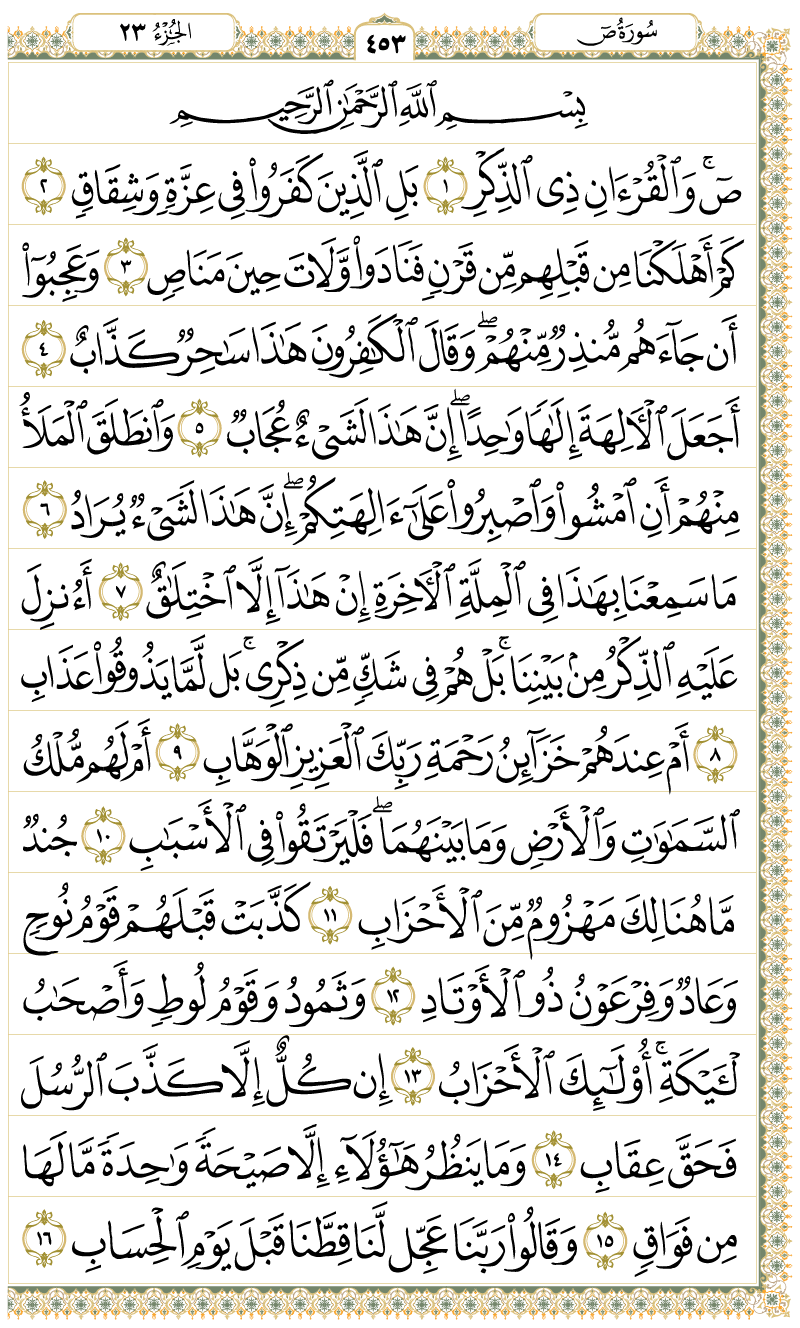 سُورَةُ صٓ
٤٥٣
الجُزْءُ ٢٣
بِسْمِ ٱللَّهِ ٱلرَّحْمَٰنِ ٱلرَّحِيمِ
صٓۚ وَٱلْقُرْءَانِ ذِى ٱلذِّكْرِ ١ بَلِ ٱلَّذِينَ كَفَرُوا۟ فِى عِزَّةٍ وَشِقَاقٍ ٢
كَمْ أَهْلَكْنَا مِن قَبْلِهِم مِّن قَرْنٍ فَنَادَوا۟ وَّلَاتَ حِينَ مَنَاصٍ ٣ وَعَجِبُوٓا۟
أَن جَآءَهُم مُّنذِرٌ مِّنْهُمْۖ وَقَالَ ٱلْكَٰفِرُونَ هَٰذَا سَٰحِرٌ كَذَّابٌ ٤
أَجَعَلَ ٱلْءَالِهَةَ إِلَٰهًا وَٰحِدًاۖ إِنَّ هَٰذَا لَشَىْءٌ عُجَابٌ ٥ وَٱنطَلَقَ ٱلْمَلَأُ
مِنْهُمْ أَنِ ٱمْشُوا۟ وَٱصْبِرُوا۟ عَلَىٰٓ ءَالِهَتِكُمْۖ إِنَّ هَٰذَا لَشَىْءٌ يُرَادُ ٦
مَا سَمِعْنَا بِهَٰذَا فِى ٱلْمِلَّةِ ٱلْءَاخِرَةِ إِنْ هَٰذَآ إِلَّا ٱخْتِلَٰقٌ ٧ أَءُنزِلَ
عَلَيْهِ ٱلذِّكْرُ مِنۢ بَيْنِنَاۚ بَلْ هُمْ فِى شَكٍّ مِّن ذِكْرِىۚ بَل لَّمَّا يَذُوقُوا۟ عَذَابِ
٨ أَمْ عِندَهُمْ خَزَآئِنُ رَحْمَةِ رَبِّكَ ٱلْعَزِيزِ ٱلْوَهَّابِ ٩ أَمْ لَهُم مُّلْكُ
ٱلسَّمَٰوَٰتِ وَٱلْأَرْضِ وَمَا بَيْنَهُمَاۖ فَلْيَرْتَقُوا۟ فِى ٱلْأَسْبَٰبِ ١٠ جُندٌ
مَّا هُنَالِكَ مَهْزُومٌ مِّنَ ٱلْأَحْزَابِ ١١ كَذَّبَتْ قَبْلَهُمْ قَوْمُ نُوحٍ
وَعَادٌ وَفِرْعَوْنُ ذُو ٱلْأَوْتَادِ ١٢ وَثَمُودُ وَقَوْمُ لُوطٍ وَأَصْحَٰبُ
لْـَٔيْكَةِۚ أُو۟لَٰٓئِكَ ٱلْأَحْزَابُ ١٣ إِن كُلٌّ إِلَّا كَذَّبَ ٱلرُّسُلَ
فَحَقَّ عِقَابِ ١٤ وَمَا يَنظُرُ هَٰٓؤُلَآءِ إِلَّا صَيْحَةً وَٰحِدَةً مَّا لَهَا
مِن فَوَاقٍ ١٥ وَقَالُوا۟ رَبَّنَا عَجِّل لَّنَا قِطَّنَا قَبْلَ يَوْمِ ٱلْحِسَابِ ١٦